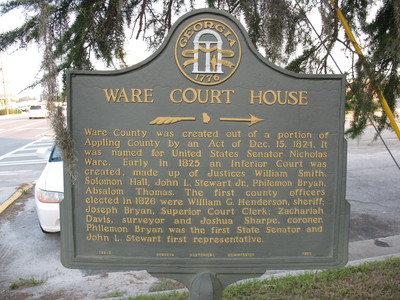 GEORGIA
1776
WARE COURT HOUSE
Ware County was created out of a portion of
Appling County by an Act of Dec. 15, 1824. It
was named for United States Senator Nicholas
Ware. Early in 1825 an Inferior Court was
created, made up of Justices William Smith,
Solomon Hall, John L. Stewart Jr., Philemon Bryan,
Absalom Thomas. The first county officers
elected in 1826 were William G. Henderson, sheriff;
Joseph Bryan, Superior Court Clerk; Zachariah
Davis, surveyor and Joshua Sharpe, coroner.
Philemon Bryan was the first State Senator and
John L. Stewart first representative.
GEORGIA HISTORICAL COMMISSION